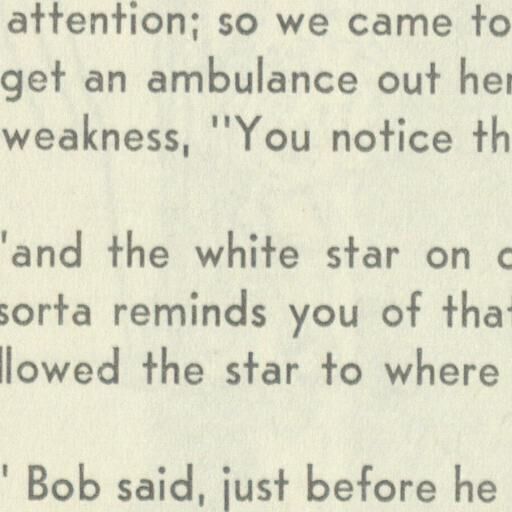 attention; so we came to
get an ambulance out her
weakness, "You notice th
'and the white star on
sorta reminds you of that
llowed the star to where
' Bob said, just before he